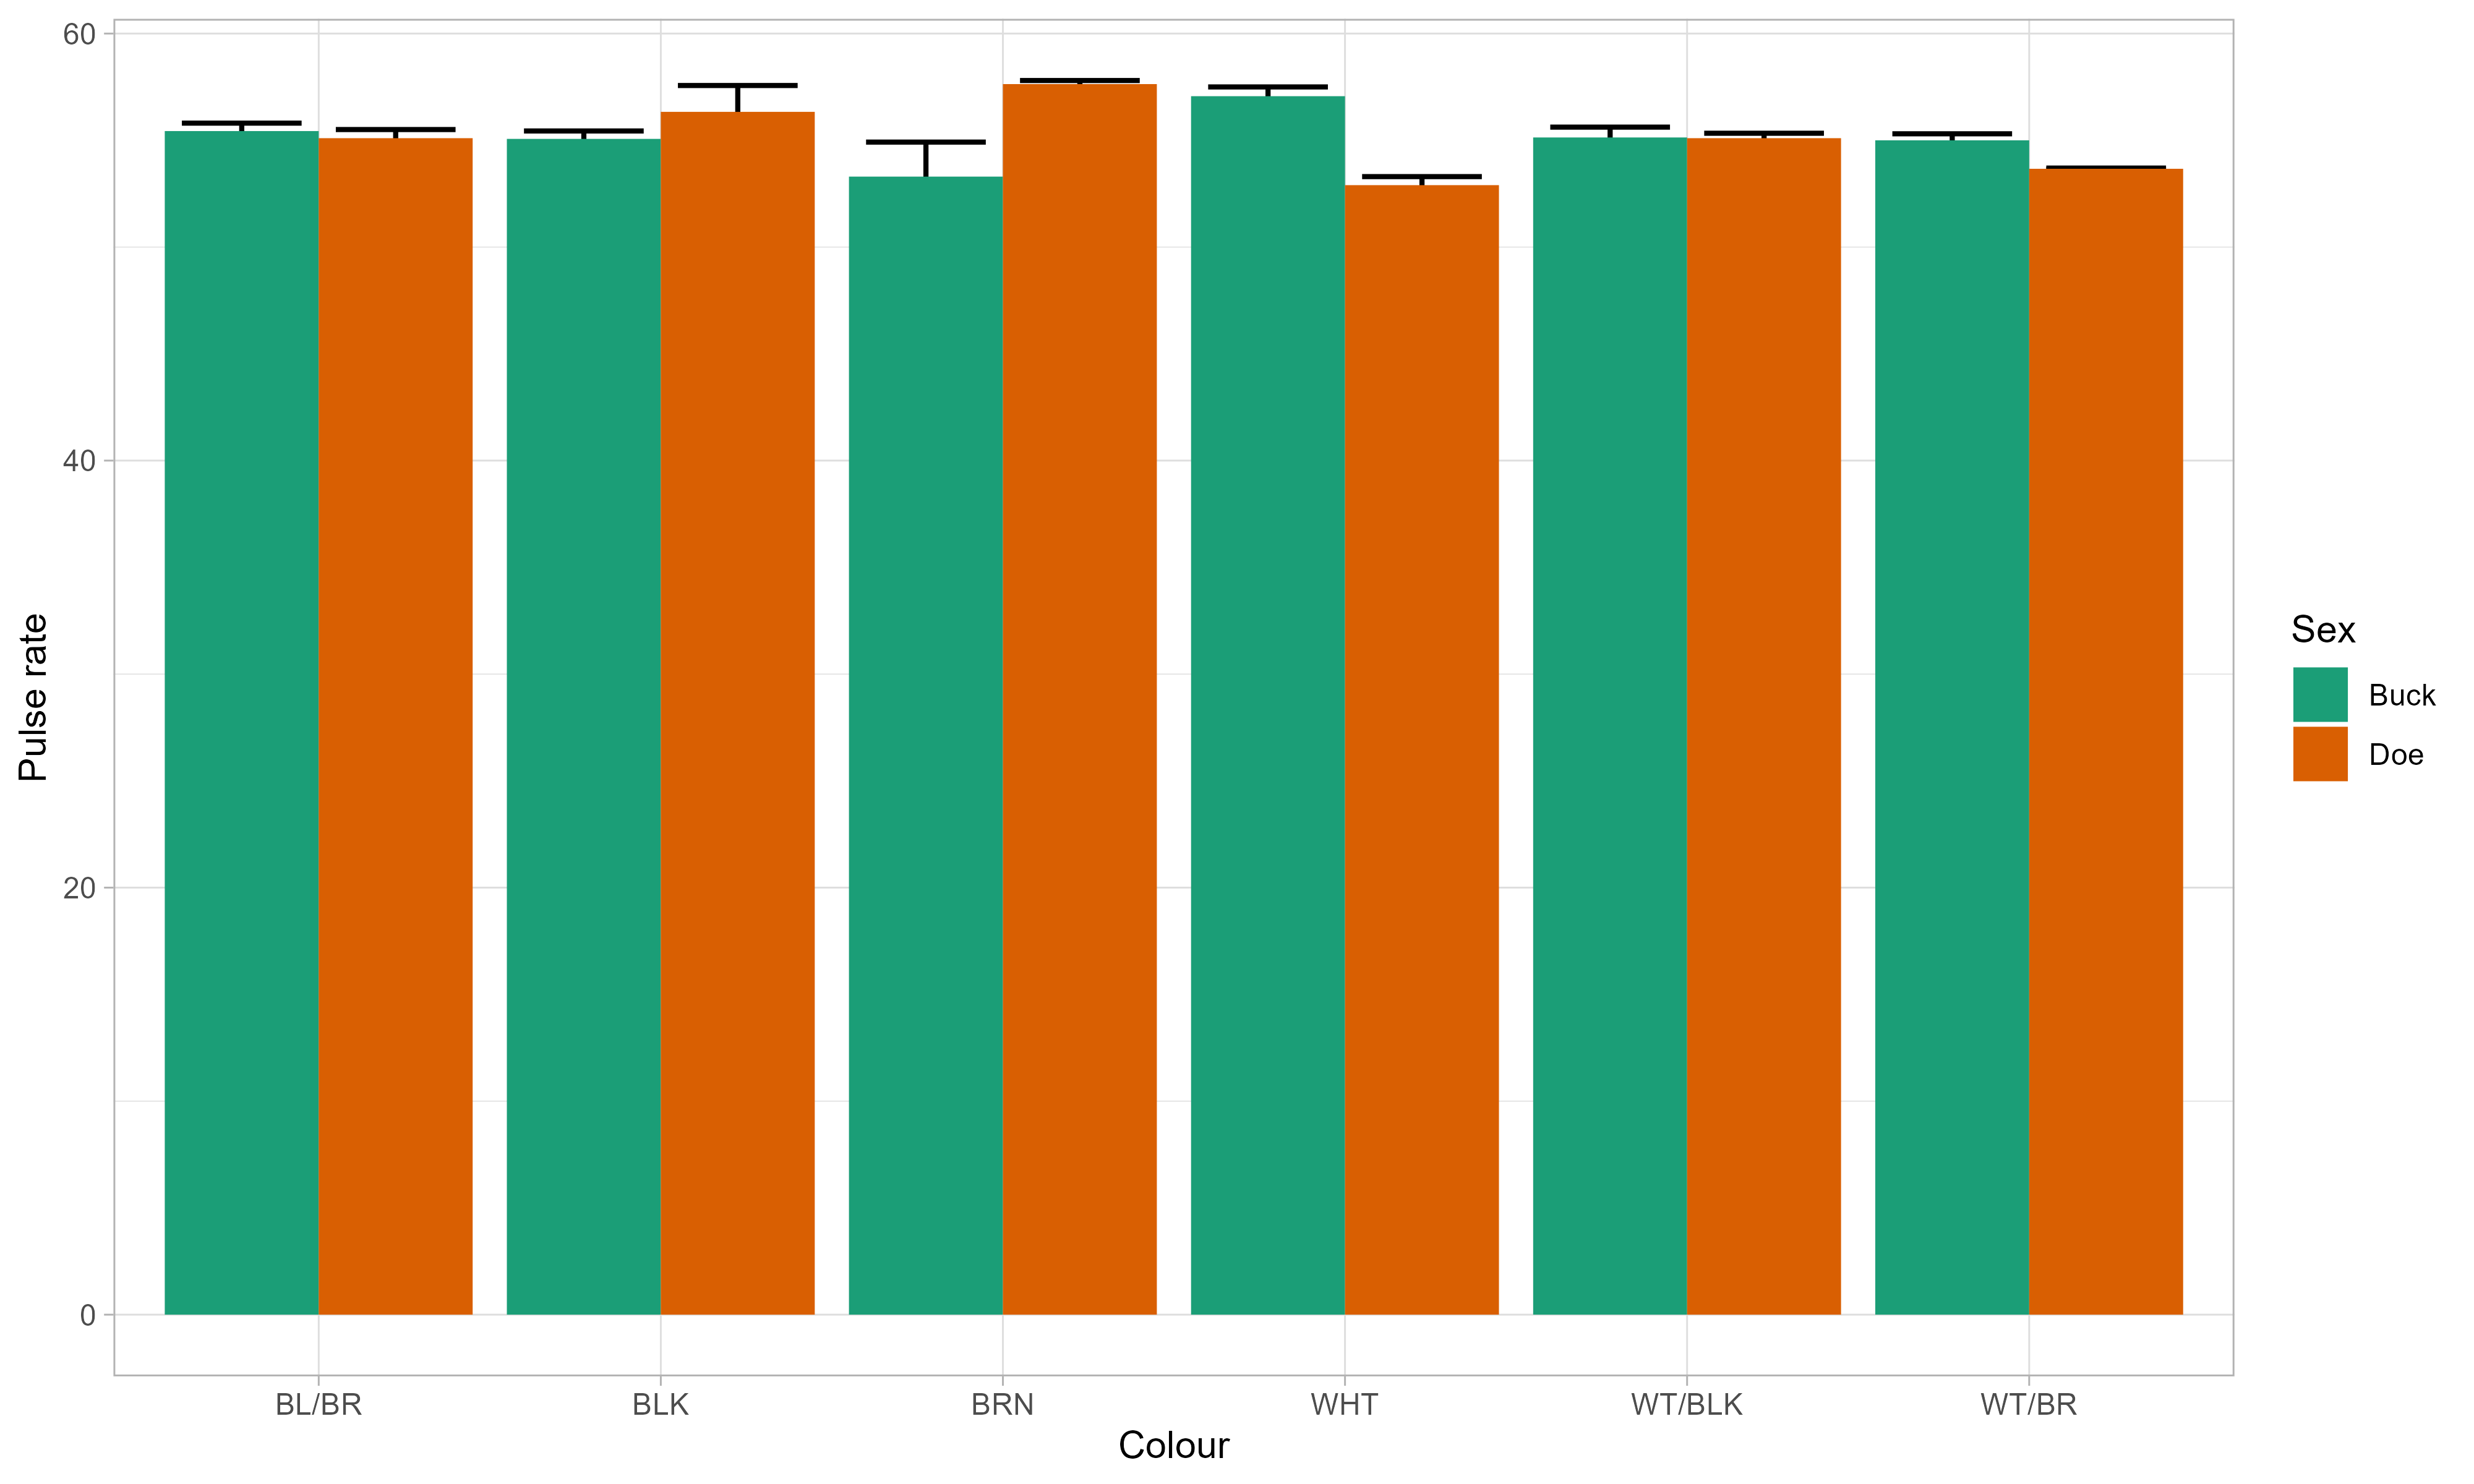 60
40
20
0
Pulse rate
BL/BR
BLK
BRN
WHT
WT/BLK
WT/BR
Colour
Sex
Buck
Doe